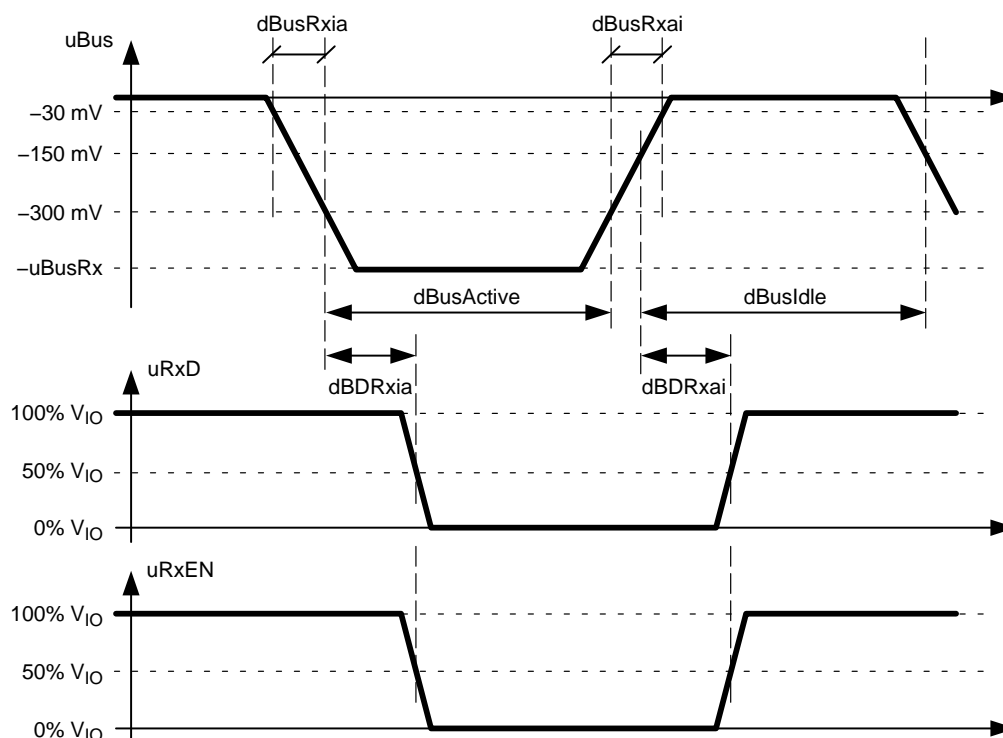 dBusRxia
dBusRxai
uBus
–30 mV
–150 mV
–300 mV
–uBusRx
dBusActive
dBusIdle
uRxD
dBDRxia
dBDRxai
100% VIO
50% VIO
0% VIO
uRxEN
100% VIO
50% VIO
0% VIO